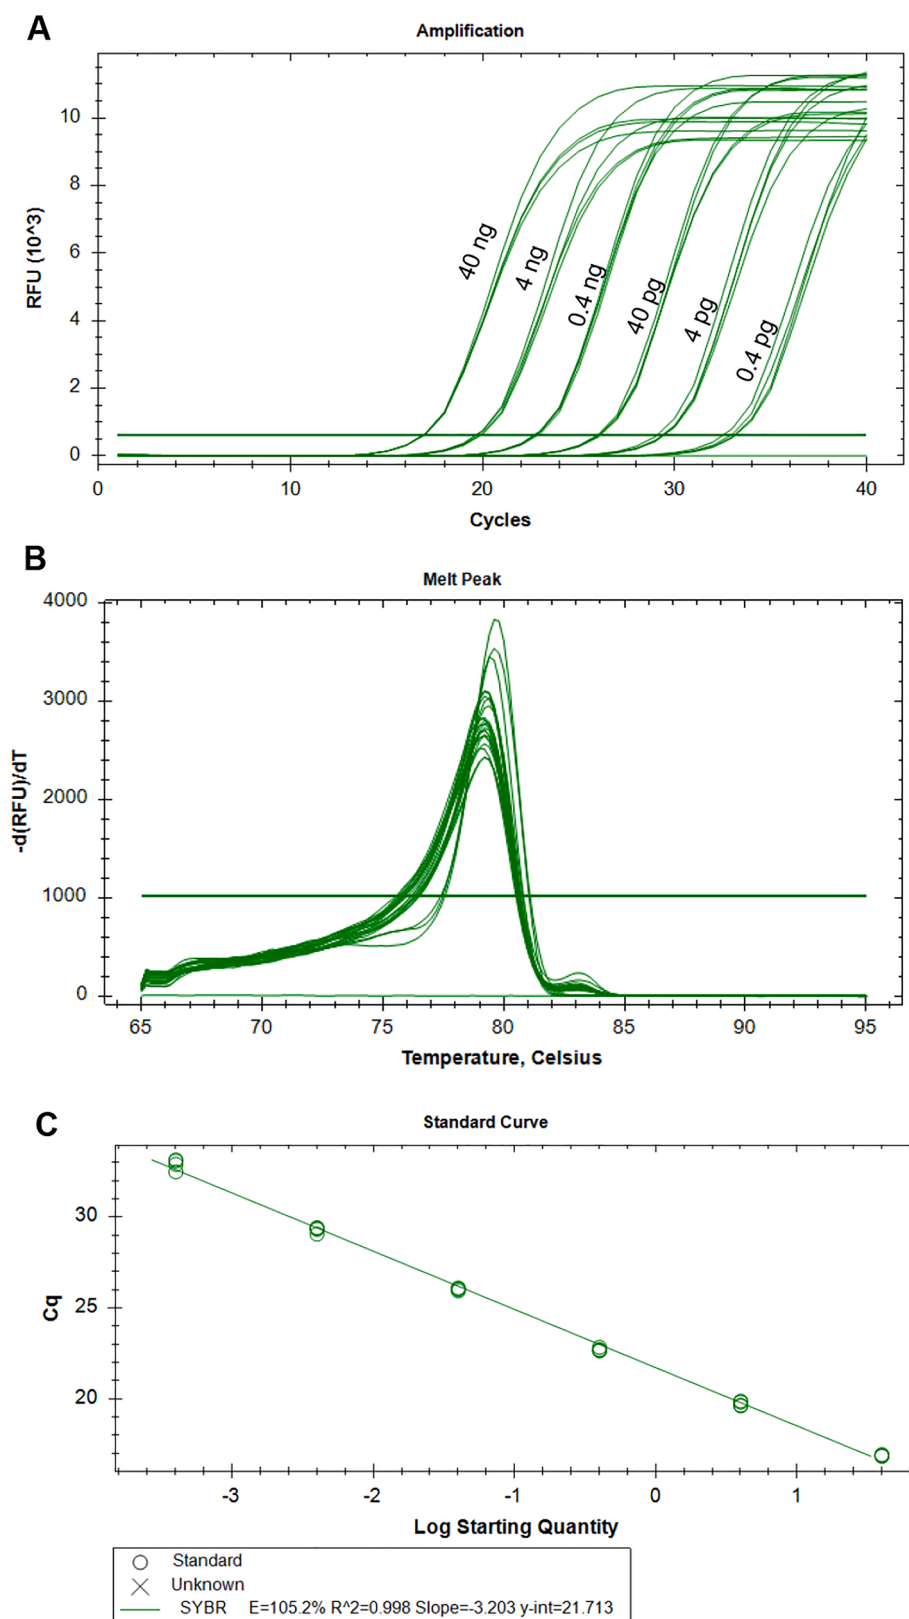 A
Amplification
10
8
6
4
2
0
RFU (10^3)
40 ng
4 ng
0.4 ng
40 pg
4 pg
0.4 pg
0 10 20 30 40
Cycles
B
Melt Peak
4000
3000
2000
1000
0
-d(RFU)/dT
65 70 75 80 85 90 95
Temperature, Celsius
C
Standard Curve
30
25
20
Cq
-3 -2 -1 0 1
Log Starting Quantity
Standard
Unknown
SYBR E=105.2% R^2=0.998 Slope=-3.203 y-int=21.713